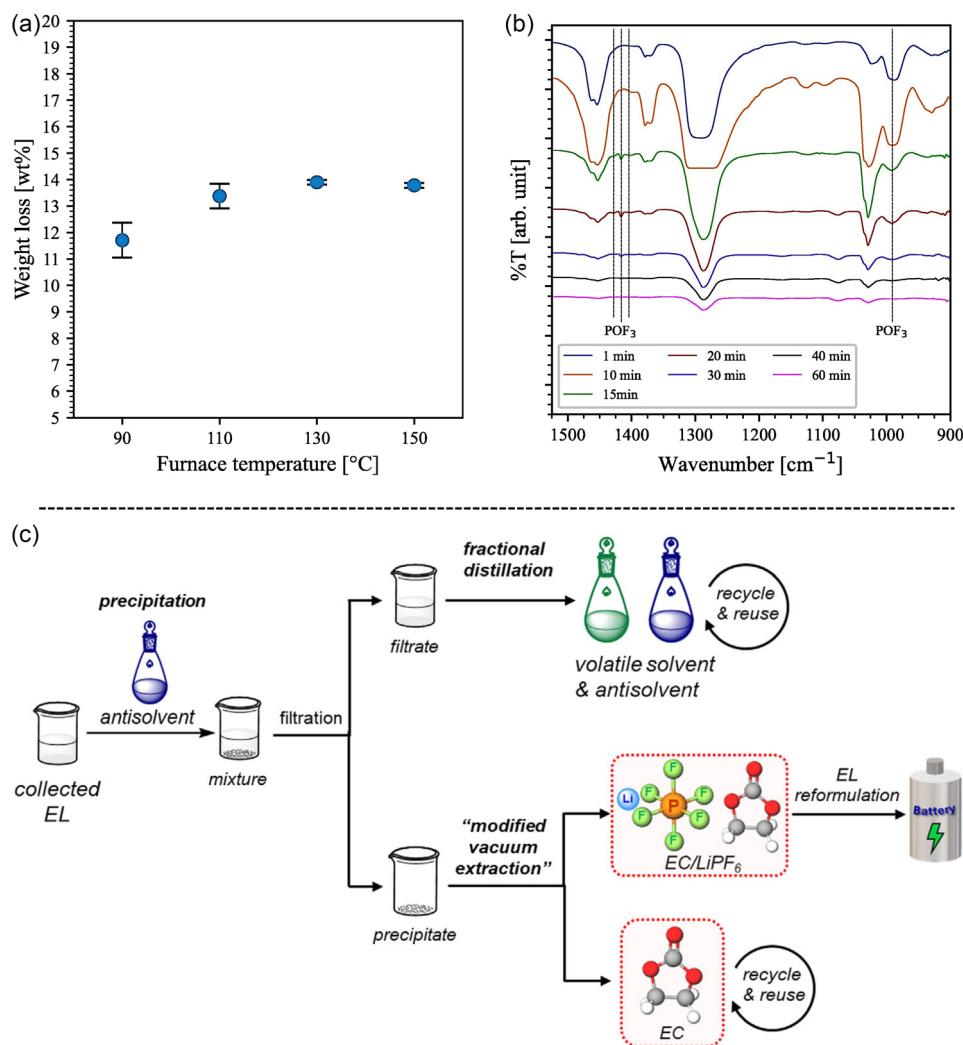 (a)
20
19
18
17
16
15
14
13
12
11
10
9
8
7
6
5
Weight loss [wt%]
90 110 130 150
Furnace temperature [°C]
(b)
%T [arb. unit]
POF₃ POF₃
1 min 20 min 40 min
10 min 30 min 60 min
15min
1500 1400 1300 1200 1100 1000 900
Wavenumber [cm⁻¹]
(c)
precipitation
antisolvent
collected
EL
mixture
filtration
filtrate
fractional
distillation
volatile solvent
& antisolvent
recycle
& reuse
precipitate
“modified
vacuum
extraction”
F
F F
Li P
F F
F
EC/LiPF₆
EL
reformulation
Battery
EC
recycle
& reuse